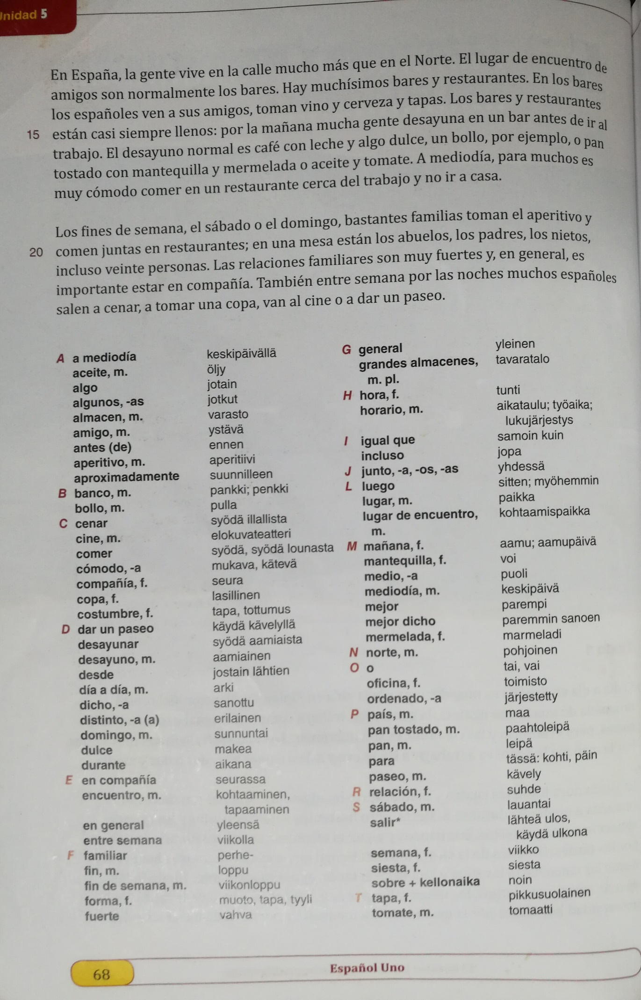 Unidad 5
En España, la gente vive en la calle mucho más que en el Norte. El lugar de encuentro de
amigos son normalmente los bares. Hay muchísimos bares y restaurantes. En los bares
los españoles ven a sus amigos, toman vino y cerveza y tapas. Los bares y restaurantes
15 están casi siempre llenos: por la mañana mucha gente desayuna en un bar antes de ir al
trabajo. El desayuno normal es café con leche y algo dulce, un bollo, por ejemplo, o pan
tostado con mantequilla y mermelada o aceite y tomate. A mediodía, para muchos es
muy cómodo comer en un restaurante cerca del trabajo y no ir a casa.
Los fines de semana, el sábado o el domingo, bastantes familias toman el aperitivo y
20 comen juntas en restaurantes; en una mesa están los abuelos, los padres, los nietos,
incluso veinte personas. Las relaciones familiares son muy fuertes y, en general, es
importante estar en compañía. También entre semana por las noches muchos españoles
salen a cenar, a tomar una copa, van al cine o a dar un paseo.
A a mediodía keskipäivällä
aceite, m. öljy
algo jotain
algunos, -as jotkut
almacen, m. varasto
amigo, m. ystävä
antes (de) ennen
aperitivo, m. aperitiivi
aproximadamente suunnilleen
B banco, m. pankki; penkki
bollo, m. pulla
C cenar syödä illallista
cine, m. elokuvateatteri
comer syödä, syödä lounasta
cómodo, -a mukava, kätevä
compañía, f. seura
copa, f. lasillinen
costumbre, f. tapa, tottumus
D dar un paseo käydä kävelyllä
desayunar syödä aamiaista
desayuno, m. aamiainen
desde jostain lähtien
día a día, m. arki
dicho, -a sanottu
distinto, -a (a) erilainen
domingo, m. sunnuntai
dulce makea
durante aikana
E en compañía seurassa
encuentro, m. kohtaaminen,
tapaaminen
en general yleensä
entre semana viikolla
F familiar perhe-
fin, m. loppu
fin de semana, m. viikonloppu
forma, f. muoto, tapa, tyyli
fuerte vahva
G general yleinen
grandes almacenes, tavaratalo
m. pl.
H hora, f. tunti
horario, m. aikataulu; työaika;
lukujärjestys
I igual que samoin kuin
incluso jopa
J junto, -a, -os, -as yhdessä
L luego sitten; myöhemmin
lugar, m. paikka
lugar de encuentro, kohtaamispaikka
m.
M mañana, f. aamu; aamupäivä
mantequilla, f. voi
medio, -a puoli
mediodía, m. keskipäivä
mejor parempi
mejor dicho paremmin sanoen
mermelada, f. marmeladi
N norte, m. pohjoinen
O o tai, vai
oficina, f. toimisto
ordenado, -a järjestetty
P país, m. maa
pan tostado, m. paahtoleipä
pan, m. leipä
para tässä: kohti, päin
paseo, m. kävely
R relación, f. suhde
S sábado, m. lauantai
salir* lähteä ulos,
käydä ulkona
semana, f. viikko
siesta, f. siesta
sobre + kellonaika noin
T tapa, f. pikkusuolainen
tomate, m. tomaatti
68 Español Uno